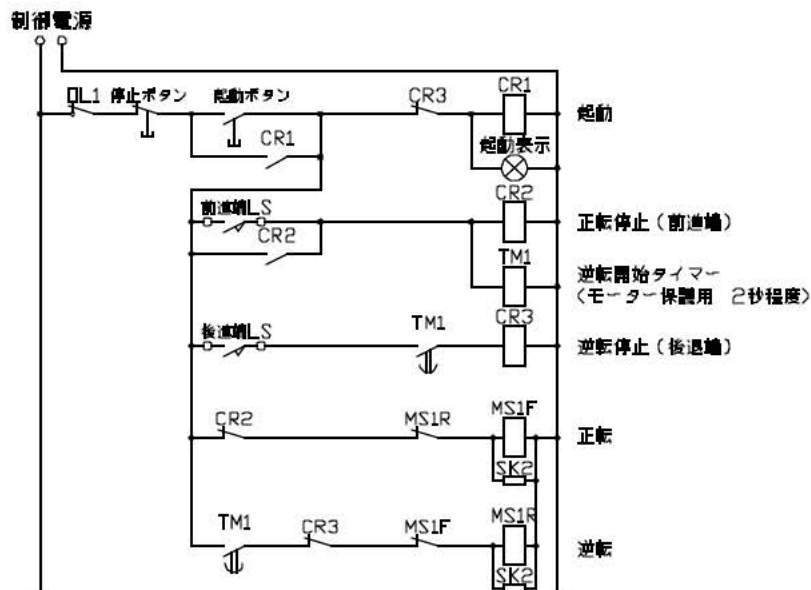 制御電源
OL1 停止ボタン 起動ボタン CR3 CR1 起動
CR1 起動表示
CR2
前進端LS 正転停止（前進端）
CR2
TM1 逆転開始タイマー
（モーター保護用 2秒程度）
CR3
後進端LS TM1 逆転停止（後退端）
CR2 MS1R MS1F 正転
SK2
TM1 CR3 MS1F MS1R 逆転
SK2